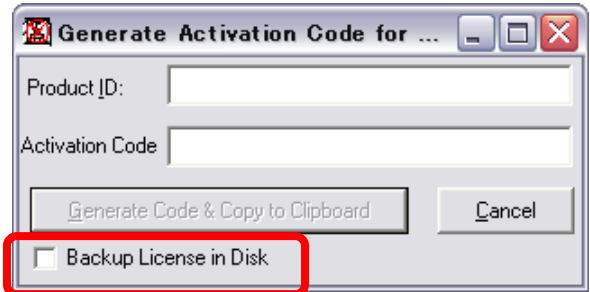 Generate Activation Code for ...
Product ID:
Activation Code
Generate Code & Copy to Clipboard
Cancel
Backup License in Disk